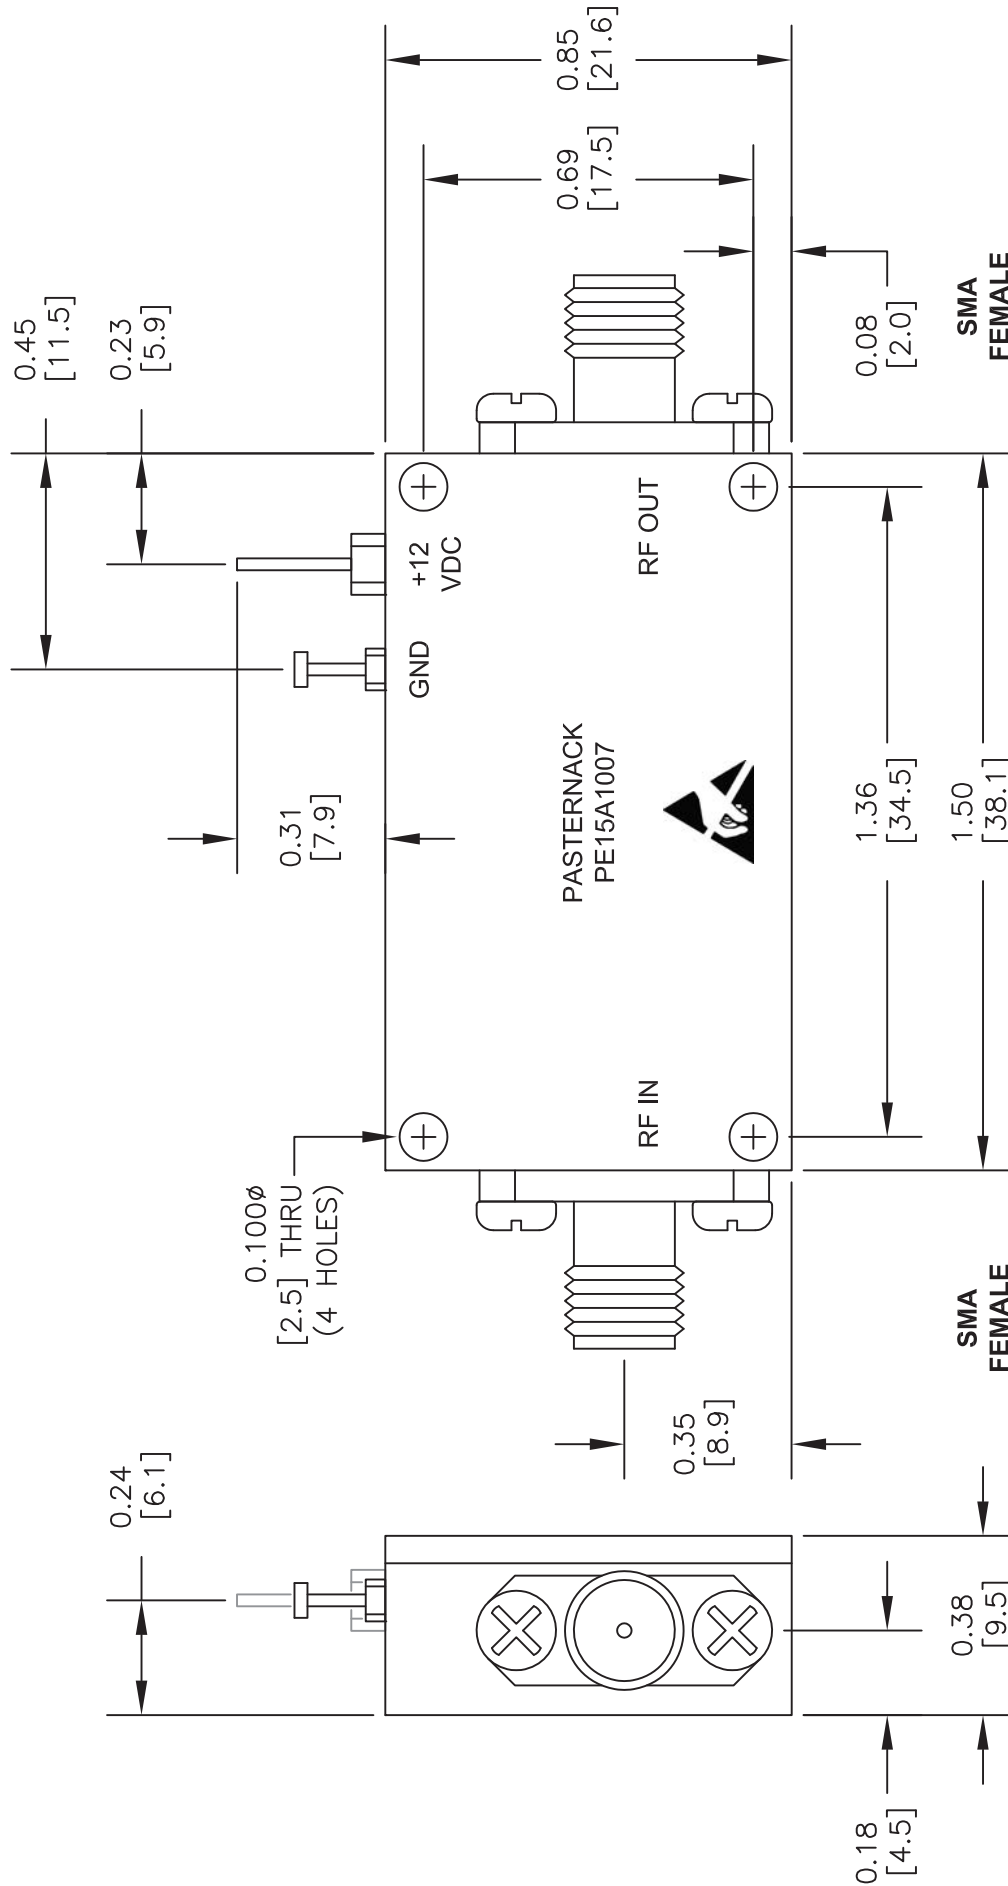 0.24
[6.1]
0.100ø
[2.5] THRU
(4 HOLES)
0.31
[7.9]
0.45
[11.5]
0.23
[5.9]
GND
+12
VDC
PASTERNACK
PE15A1007
RF IN
RF OUT
0.69
[17.5]
0.85
[21.6]
0.35
[8.9]
0.08
[2.0]
0.18
[4.5]
0.38
[9.5]
1.36
[34.5]
1.50
[38.1]
SMA
FEMALE
SMA
FEMALE